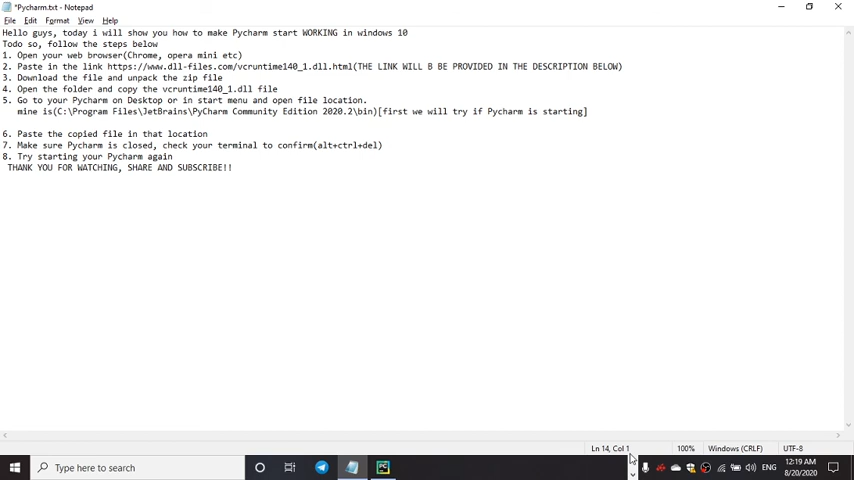 *Pycharm.txt - Notepad
File Edit Format View Help
Hello guys, today i will show you how to make Pycharm start WORKING in windows 10
Todo so, follow the steps below
1. Open your web browser(Chrome, opera mini etc)
2. Paste in the link https://www.dll-files.com/vcruntime140_1.dll.html(THE LINK WILL B BE PROVIDED IN THE DESCRIPTION BELOW)
3. Download the file and unpack the zip file
4. Open the folder and copy the vcruntime140_1.dll file
5. Go to your Pycharm on Desktop or in start menu and open file location.
mine is(C:\Program Files\JetBrains\PyCharm Community Edition 2020.2\bin)[first we will try if Pycharm is starting]
6. Paste the copied file in that location
7. Make sure Pycharm is closed, check your terminal to confirm(alt+ctrl+del)
8. Try starting your Pycharm again
THANK YOU FOR WATCHING, SHARE AND SUBSCRIBE!!
Ln 14, Col 1 100% Windows (CRLF) UTF-8
Type here to search
PC
ENG
12:19 AM
8/20/2020